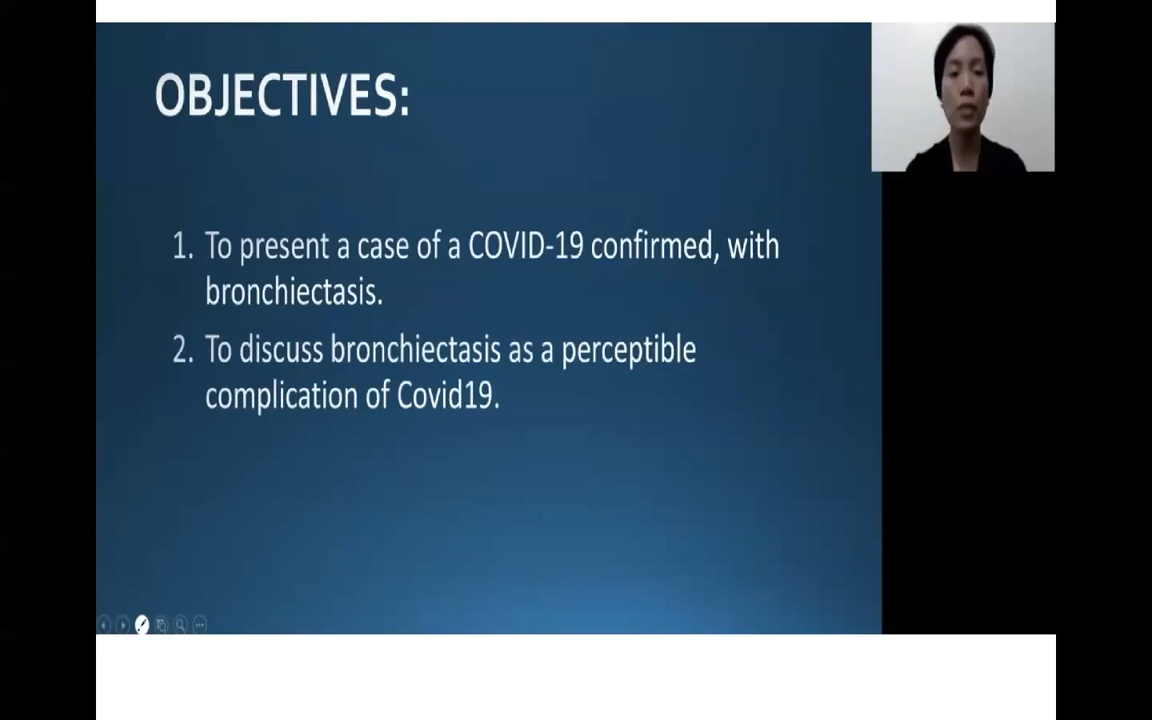 OBJECTIVES:
1. To present a case of a COVID-19 confirmed, with
bronchiectasis.
2. To discuss bronchiectasis as a perceptible
complication of Covid19.